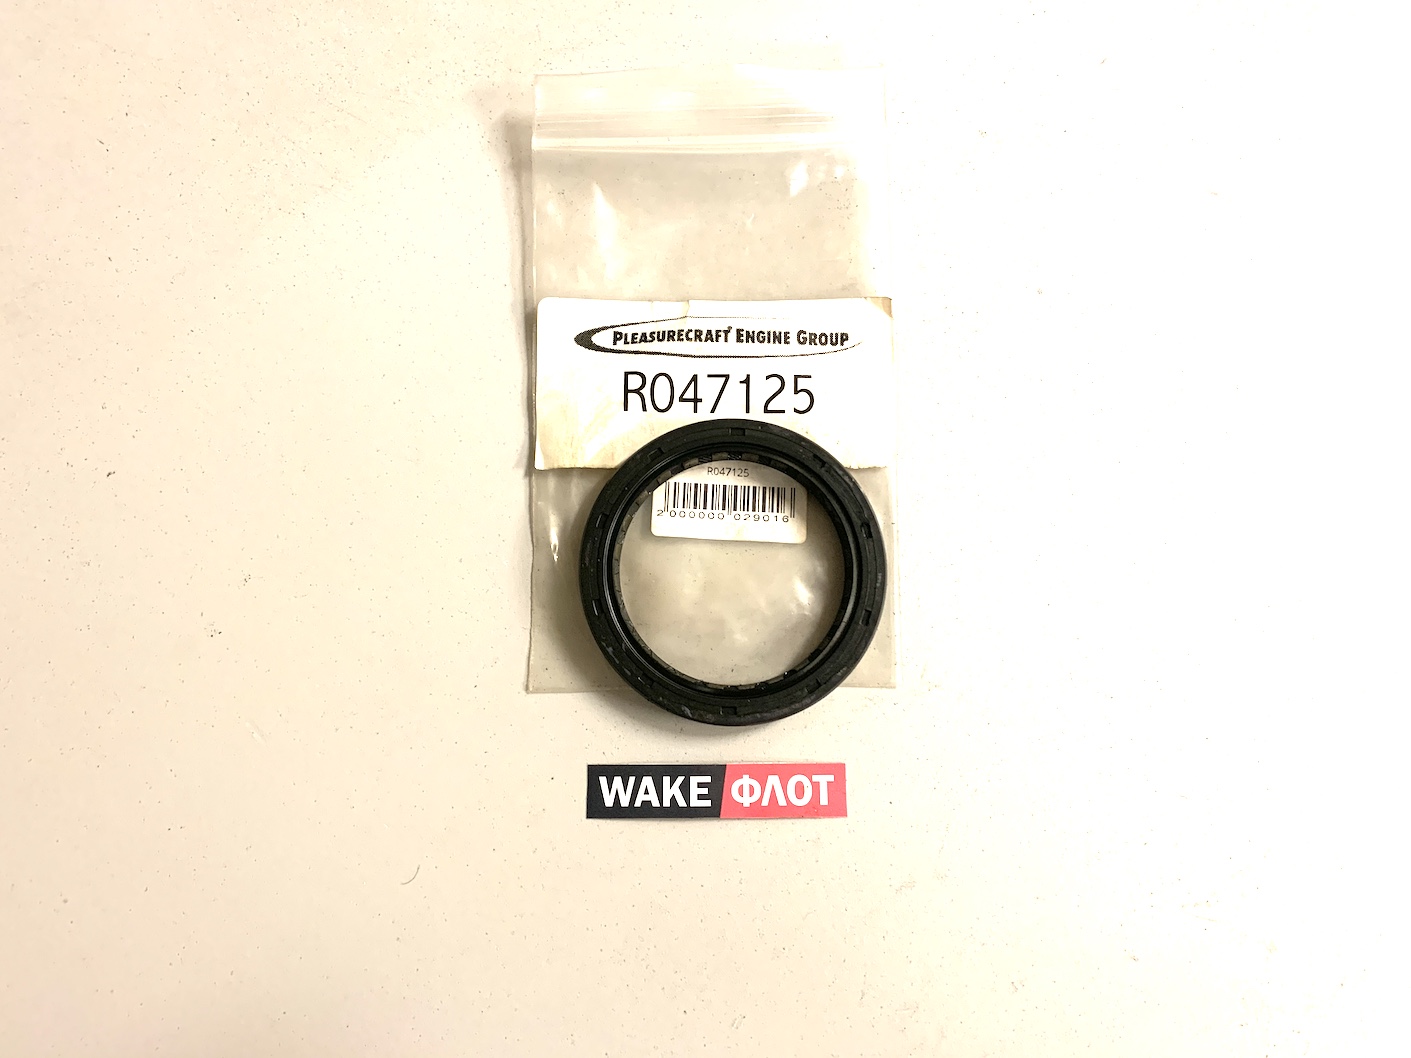 PLEASURECRAFT ENGINE GROUP
R047125
R047125
2 000000 029016
WAKE ФЛОТ